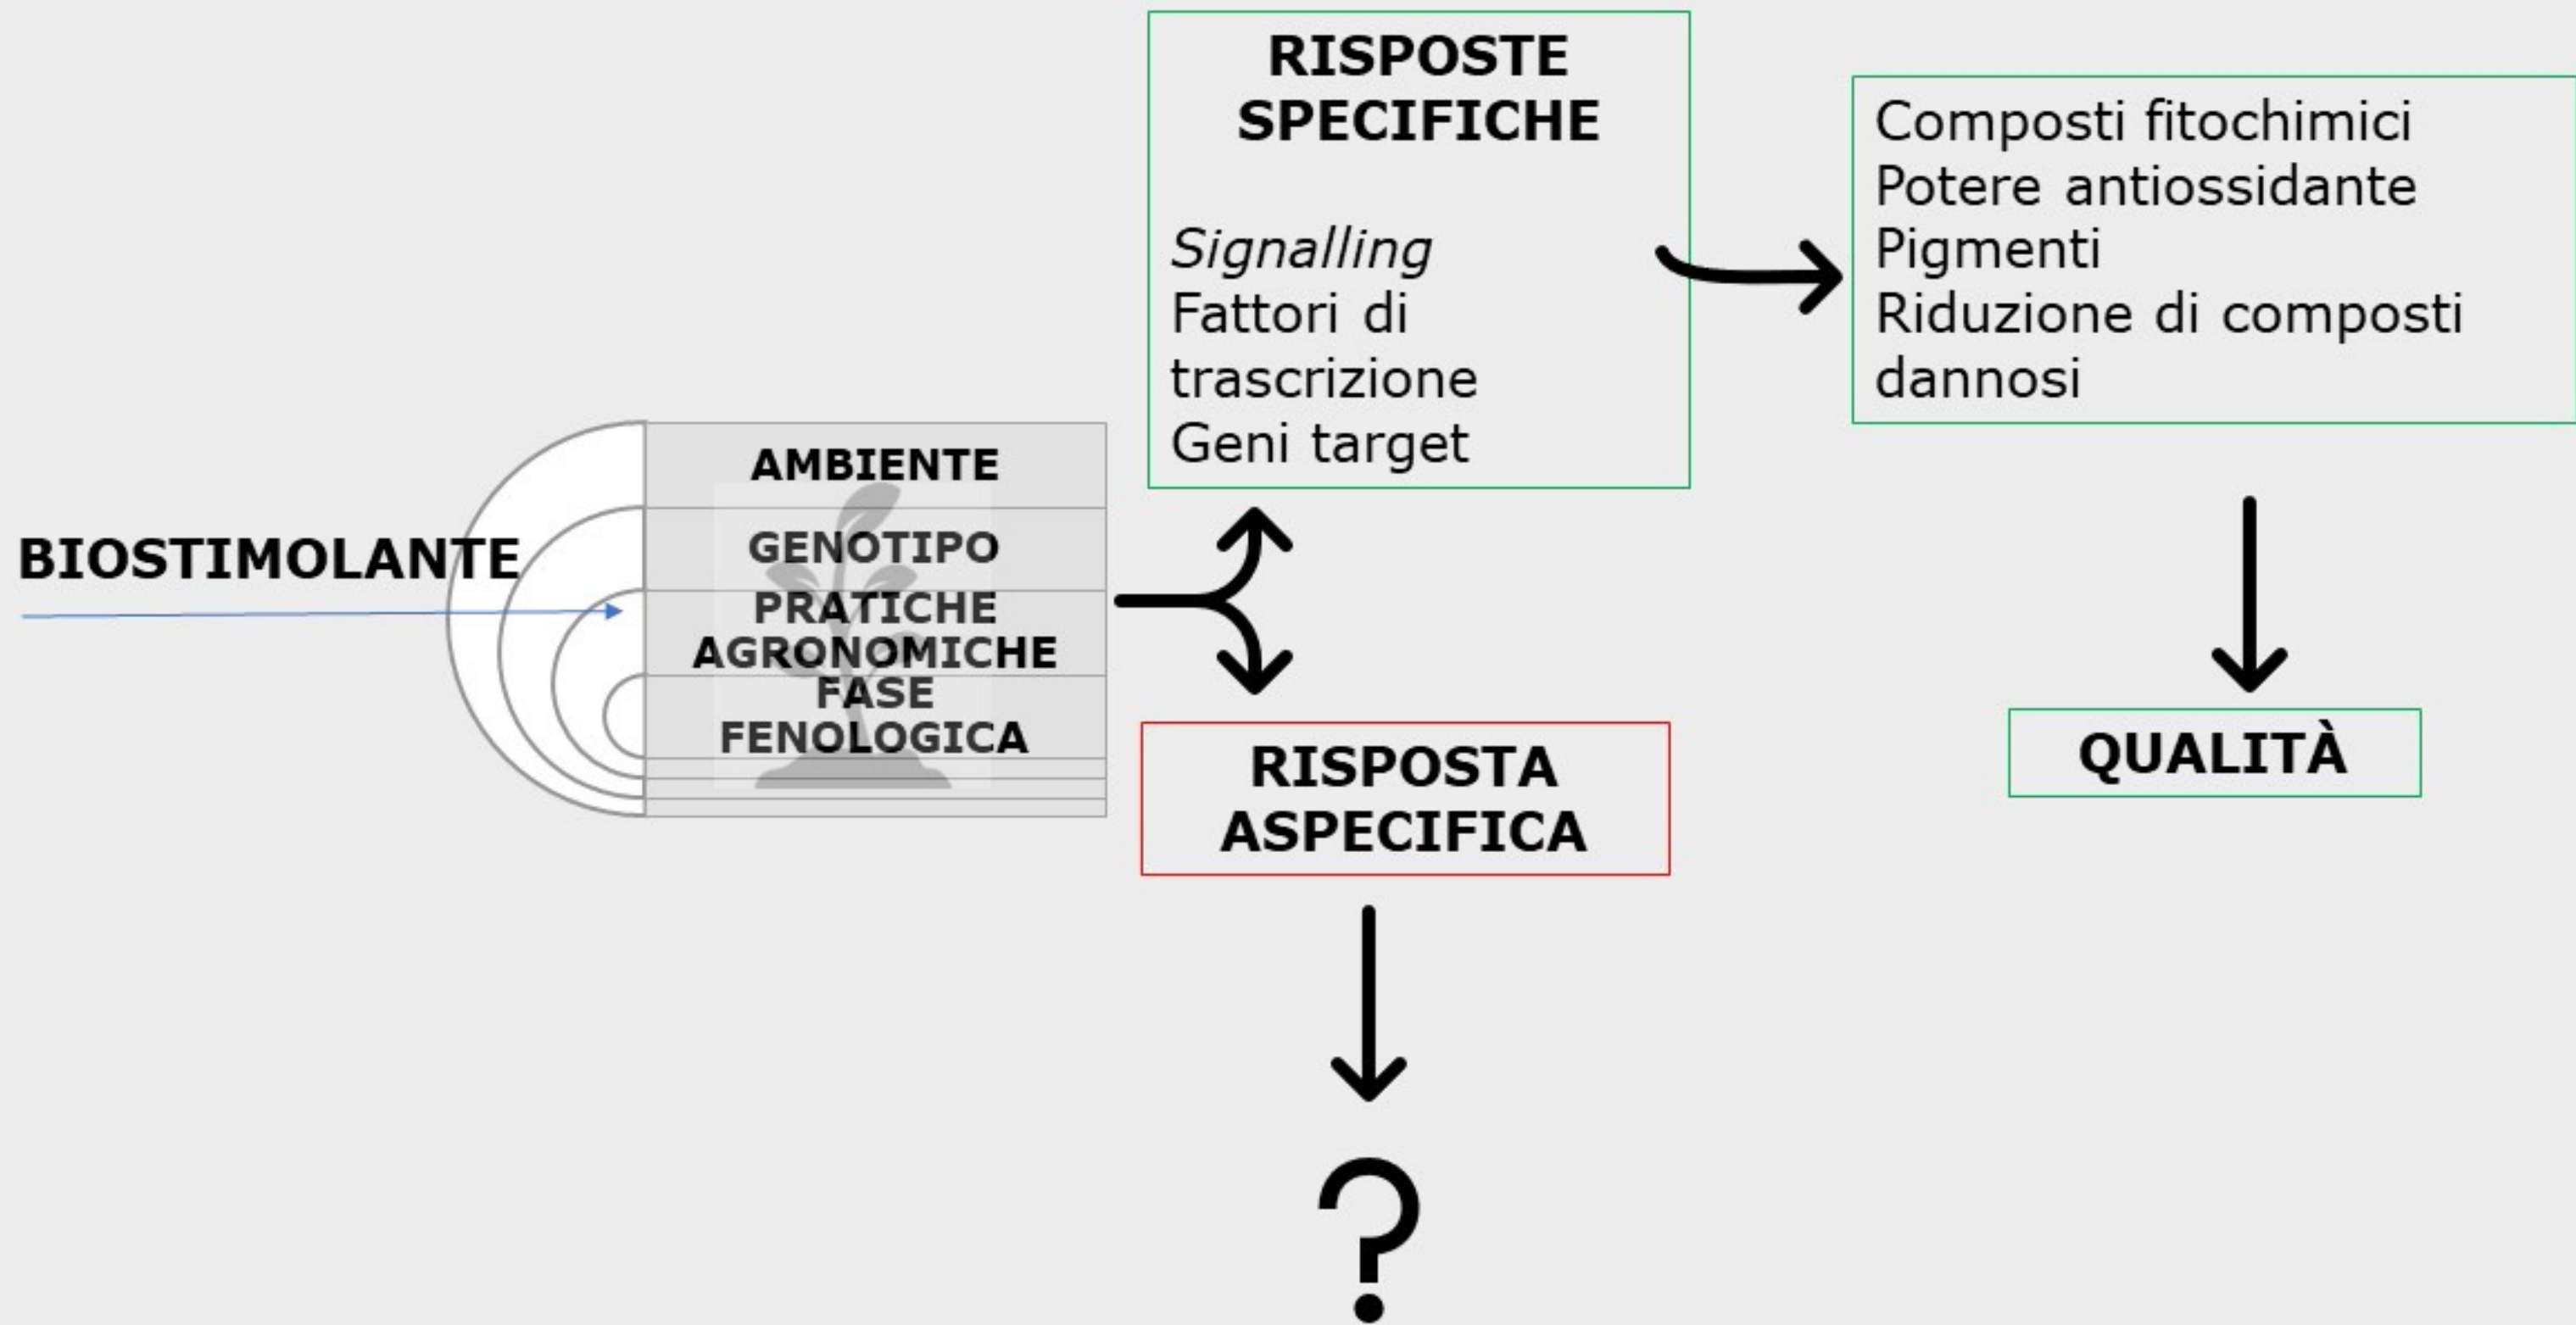 BIOSTIMOLANTE
AMBIENTE
GENOTIPO
PRATICHE
AGRONOMICHE
FASE
FENOLOGICA
RISPOSTE
SPECIFICHE
Signalling
Fattori di
trascrizione
Geni target
Composti fitochimici
Potere antiossidante
Pigmenti
Riduzione di composti
dannosi
QUALITÀ
RISPOSTA
ASPECIFICA
?